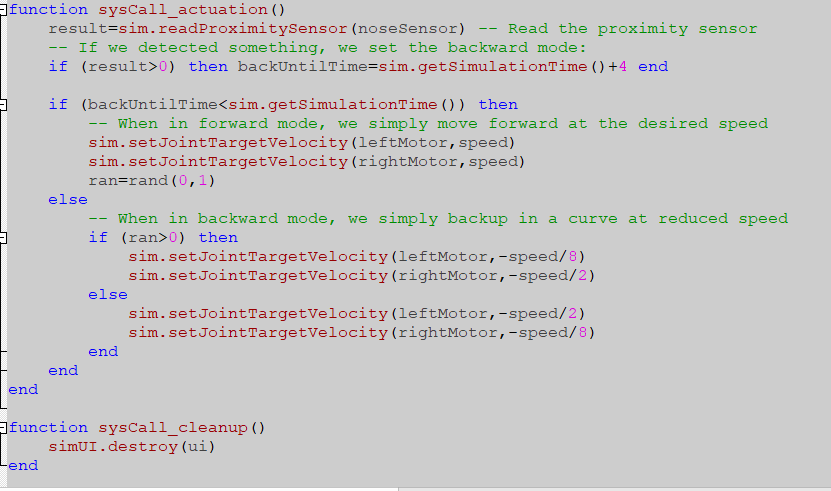 function sysCall_actuation()
    result=sim.readProximitySensor(noseSensor) -- Read the proximity sensor
    -- If we detected something, we set the backward mode:
    if (result>0) then backUntilTime=sim.getSimulationTime()+4 end

    if (backUntilTime<sim.getSimulationTime()) then
        -- When in forward mode, we simply move forward at the desired speed
        sim.setJointTargetVelocity(leftMotor,speed)
        sim.setJointTargetVelocity(rightMotor,speed)
        ran=rand(0,1)
    else
        -- When in backward mode, we simply backup in a curve at reduced speed
        if (ran>0) then
            sim.setJointTargetVelocity(leftMotor,-speed/8)
            sim.setJointTargetVelocity(rightMotor,-speed/2)
        else
            sim.setJointTargetVelocity(leftMotor,-speed/2)
            sim.setJointTargetVelocity(rightMotor,-speed/8)
        end
    end
end

function sysCall_cleanup()
    simUI.destroy(ui)
end